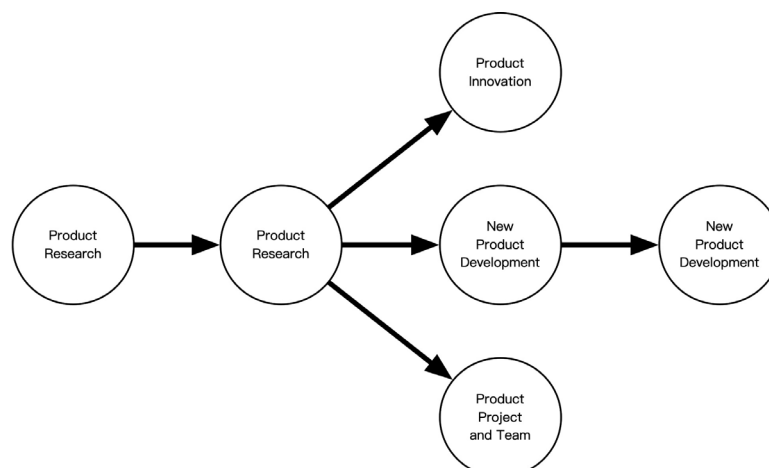 Product
Innovation
Product
Research
Product
Research
New
Product
Development
New
Product
Development
Product
Project
and Team